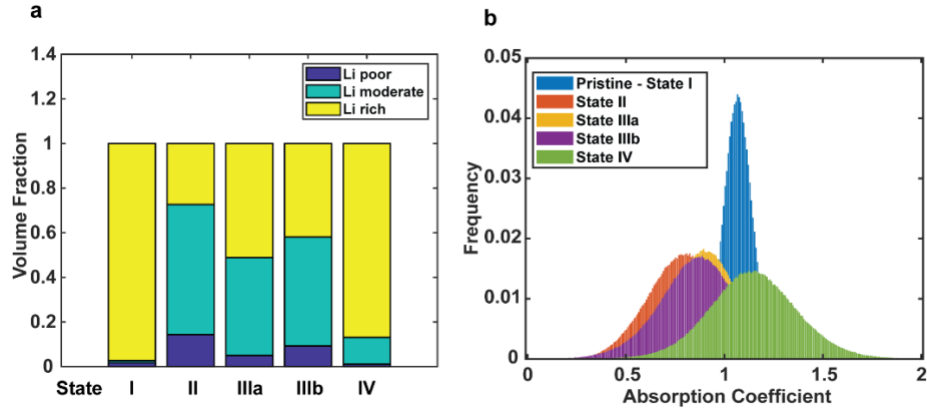 a
Volume Fraction
1.4
1.2
1
0.8
0.6
0.4
0.2
0
Li poor
Li moderate
Li rich
State I II IIIa IIIb IV
b
Frequency
0.05
0.04
0.03
0.02
0.01
0
Pristine - State I
State II
State IIIa
State IIIb
State IV
0 0.5 1 1.5 2
Absorption Coefficient